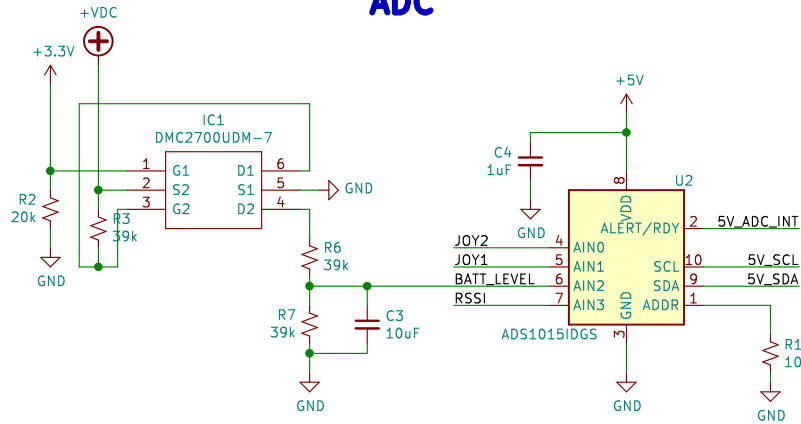 ADC
+VDC
+3.3V
IC1
DMC2700UDM-7
1 G1 D1 6
2 S2 S1 5 GND
3 G2 D2 4
R2
20k
GND
R3
39k
R6
39k
R7
39k
C3
10uF
GND
+5V
C4
1uF
GND
U2
8
VDD
ALERT/RDY 2 5V_ADC_INT
JOY2 4 AIN0
JOY1 5 AIN1 SCL 10 5V_SCL
BATT_LEVEL 6 AIN2 SDA 9 5V_SDA
RSSI 7 AIN3 ADDR 1
GND
3
ADS1015IDGS
GND
R1
10
GND